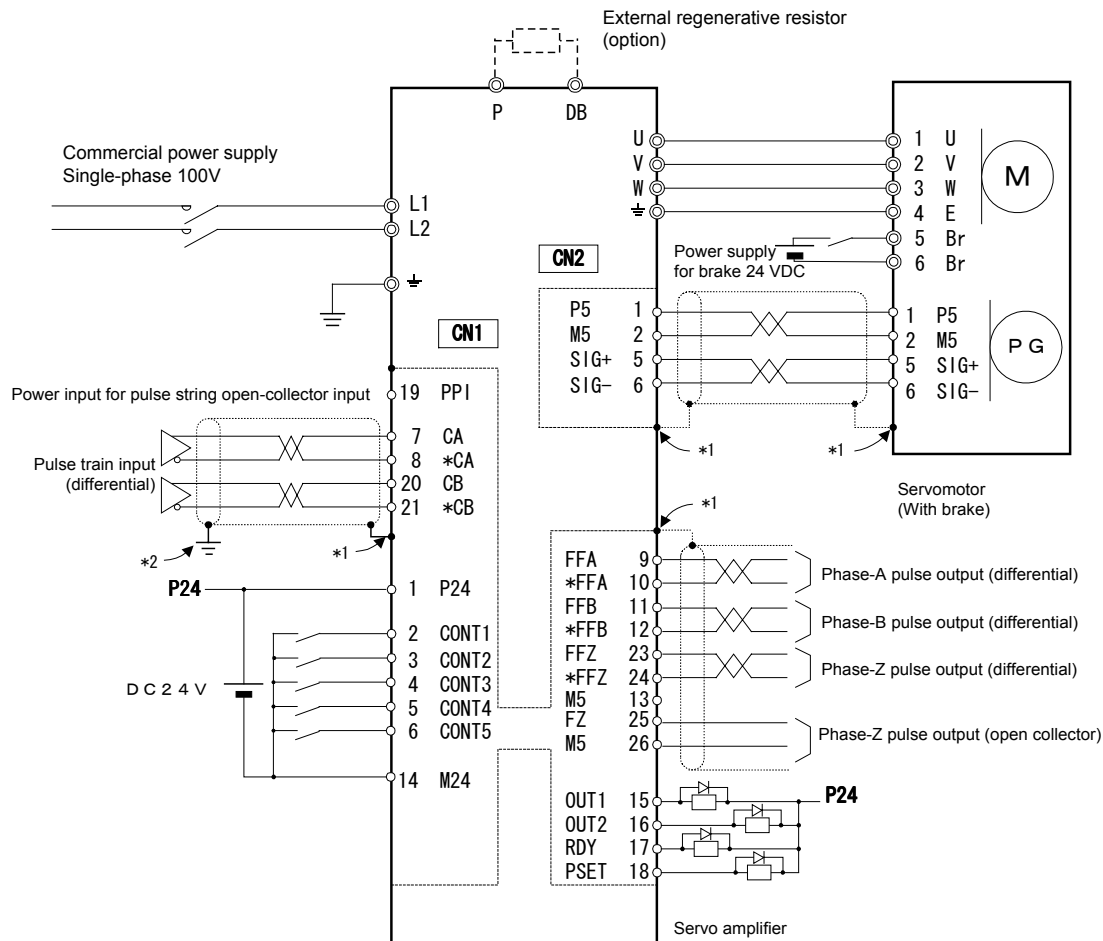 External regenerative resistor
(option)
P DB
Commercial power supply
Single-phase 100V
L1
L2
U
V
W
1 U
2 V
3 W
4 E
5 Br
6 Br
M
Power supply
for brake 24 VDC
CN2
P5 1
M5 2
SIG+ 5
SIG- 6
1 P5
2 M5
5 SIG+
6 SIG-
PG
*1
*1
Servomotor
(With brake)
CN1
Power input for pulse string open-collector input
19 PPI
Pulse train input
(differential)
7 CA
8 *CA
20 CB
21 *CB
*2
*1
P24
1 P24
2 CONT1
3 CONT2
4 CONT3
5 CONT4
6 CONT5
DC24V
14 M24
*1
FFA 9
*FFA 10
FFB 11
*FFB 12
FFZ 23
*FFZ 24
M5 13
FZ 25
M5 26
Phase-A pulse output (differential)
Phase-B pulse output (differential)
Phase-Z pulse output (differential)
Phase-Z pulse output (open collector)
OUT1 15
OUT2 16
RDY 17
PSET 18
P24
Servo amplifier